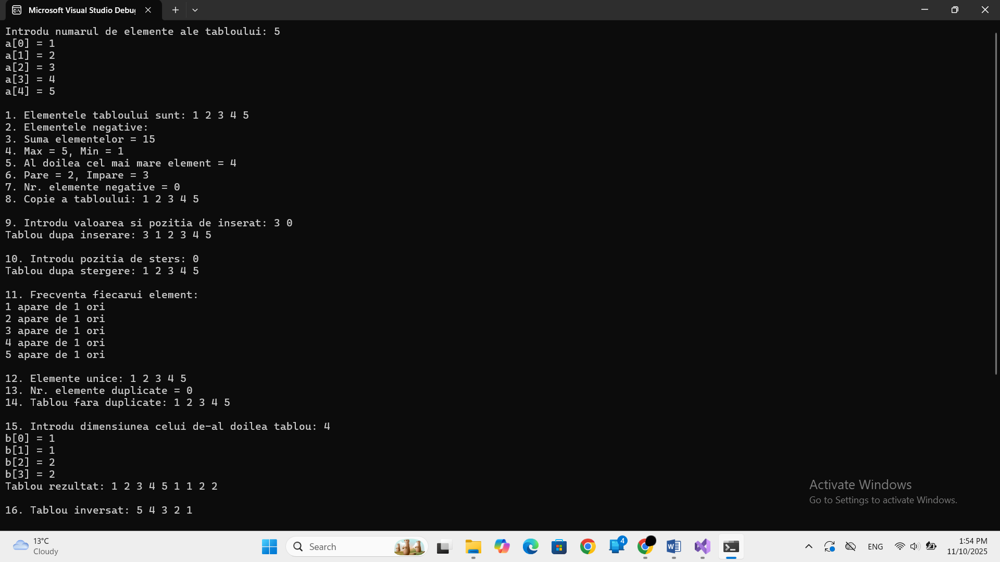 Microsoft Visual Studio Debug
Introdu numarul de elemente ale tabloului: 5
a[0] = 1
a[1] = 2
a[2] = 3
a[3] = 4
a[4] = 5
1. Elementele tabloului sunt: 1 2 3 4 5
2. Elementele negative:
3. Suma elementelor = 15
4. Max = 5, Min = 1
5. Al doilea cel mai mare element = 4
6. Pare = 2, Impare = 3
7. Nr. elemente negative = 0
8. Copie a tabloului: 1 2 3 4 5
9. Introdu valoarea si pozitia de inserat: 3 0
Tablou dupa inserare: 3 1 2 3 4 5
10. Introdu pozitia de sters: 0
Tablou dupa stergere: 1 2 3 4 5
11. Frecventa fiecarui element:
1 apare de 1 ori
2 apare de 1 ori
3 apare de 1 ori
4 apare de 1 ori
5 apare de 1 ori
12. Elemente unice: 1 2 3 4 5
13. Nr. elemente duplicate = 0
14. Tablou fara duplicate: 1 2 3 4 5
15. Introdu dimensiunea celui de-al doilea tablou: 4
b[0] = 1
b[1] = 1
b[2] = 2
b[3] = 2
Tablou rezultat: 1 2 3 4 5 1 1 2 2
16. Tablou inversat: 5 4 3 2 1
Activate Windows
Go to Settings to activate Windows.
13°C
Cloudy
Search
4
ENG
1:54 PM
11/10/2025